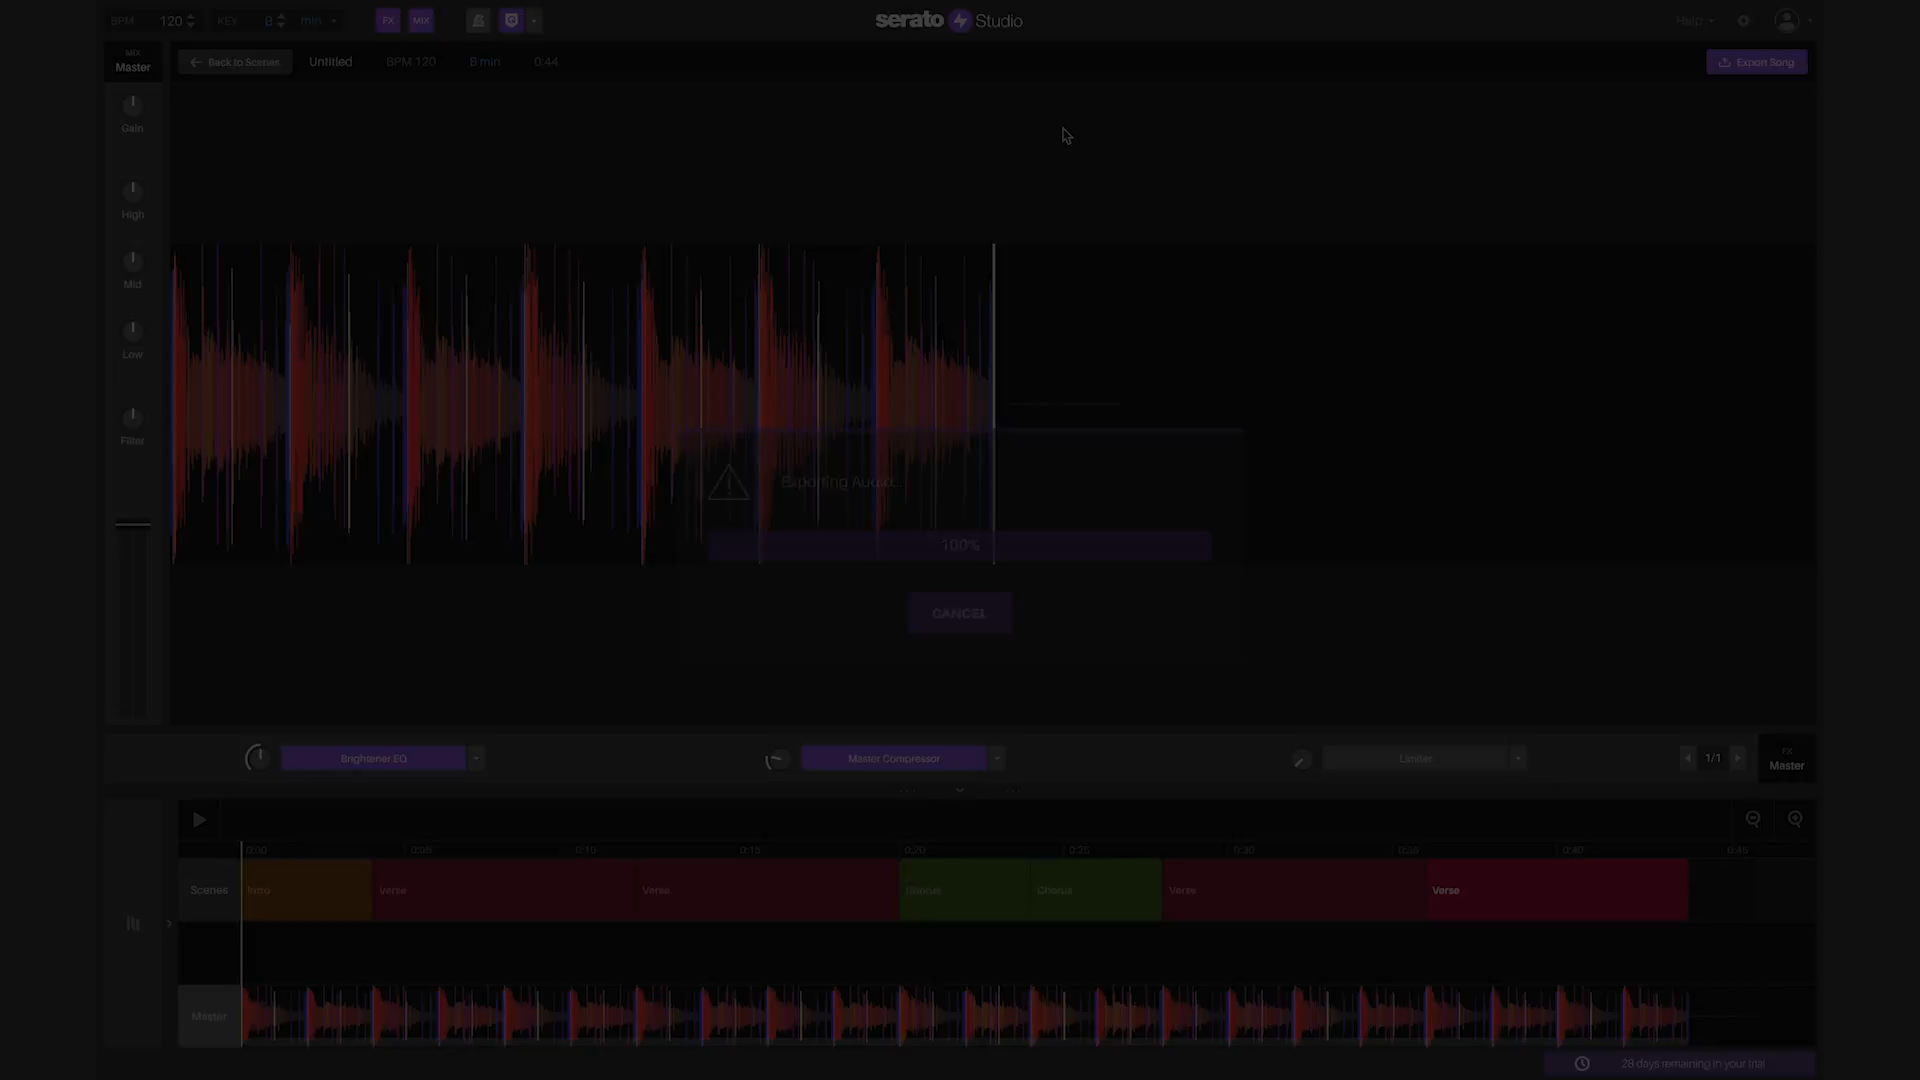 BPM 120 KEY B min FX MIX serato Studio Help
MIX
Master
Back to Scenes Untitled BPM 120 B min 0:44 Export Song
Gain
High
Mid
Low
Filter
Exporting Audio...
100%
CANCEL
Brightener EQ Master Compressor Limiter 1/1 FX
Master
0:00 0:05 0:10 0:15 0:20 0:25 0:30 0:35 0:40 0:45
Scenes Intro Verse Verse Chorus Chorus Verse Verse
Master
28 days remaining in your trial